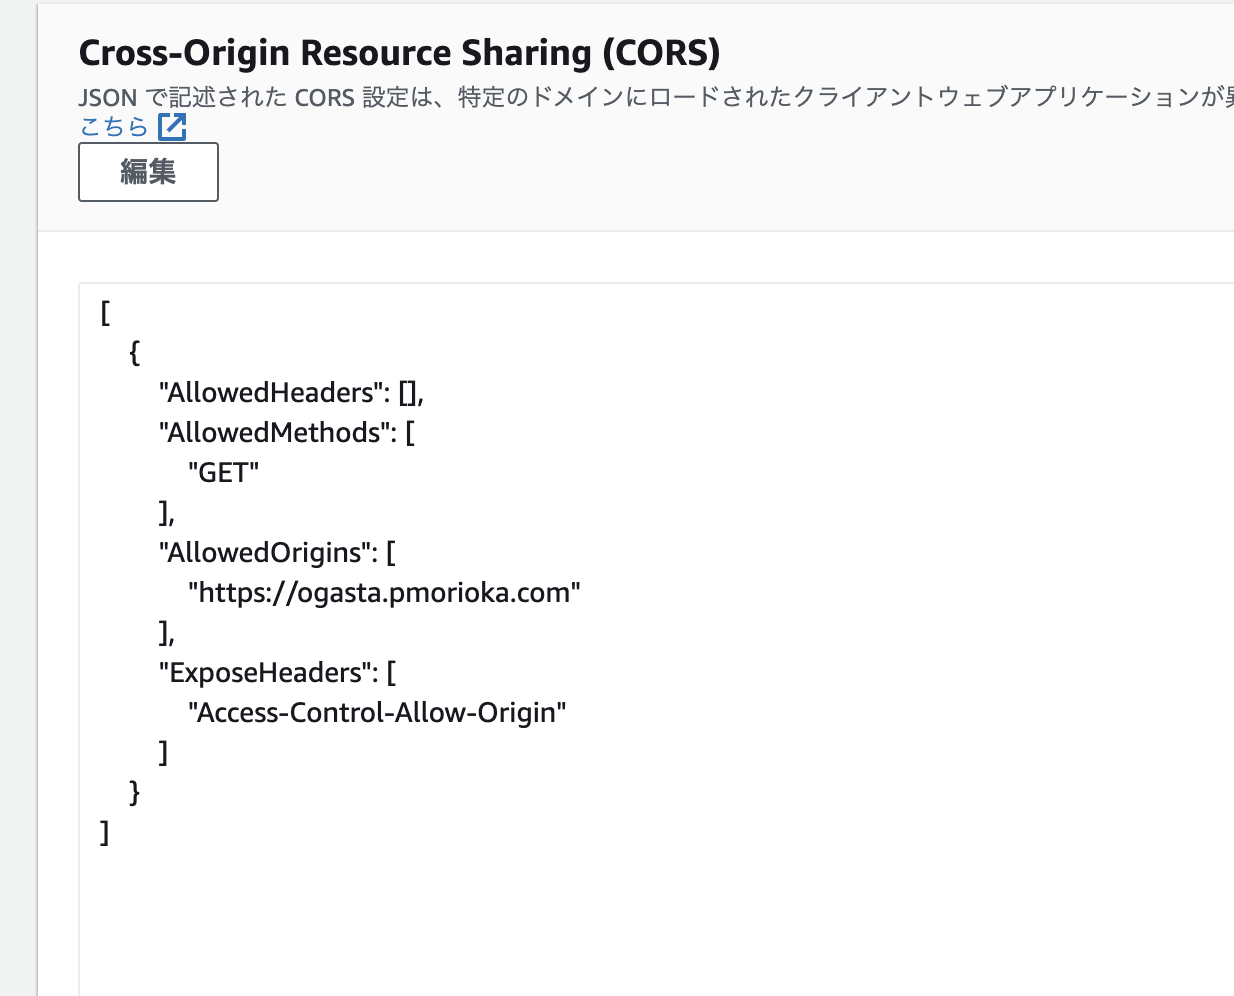 Cross-Origin Resource Sharing (CORS)
JSON で記述された CORS 設定は、特定のドメインにロードされたクライアントウェブアプリケーションが
こちら
編集
[
{
"AllowedHeaders": [],
"AllowedMethods": [
"GET"
],
"AllowedOrigins": [
"https://ogasta.pmorioka.com"
],
"ExposeHeaders": [
"Access-Control-Allow-Origin"
]
}
]